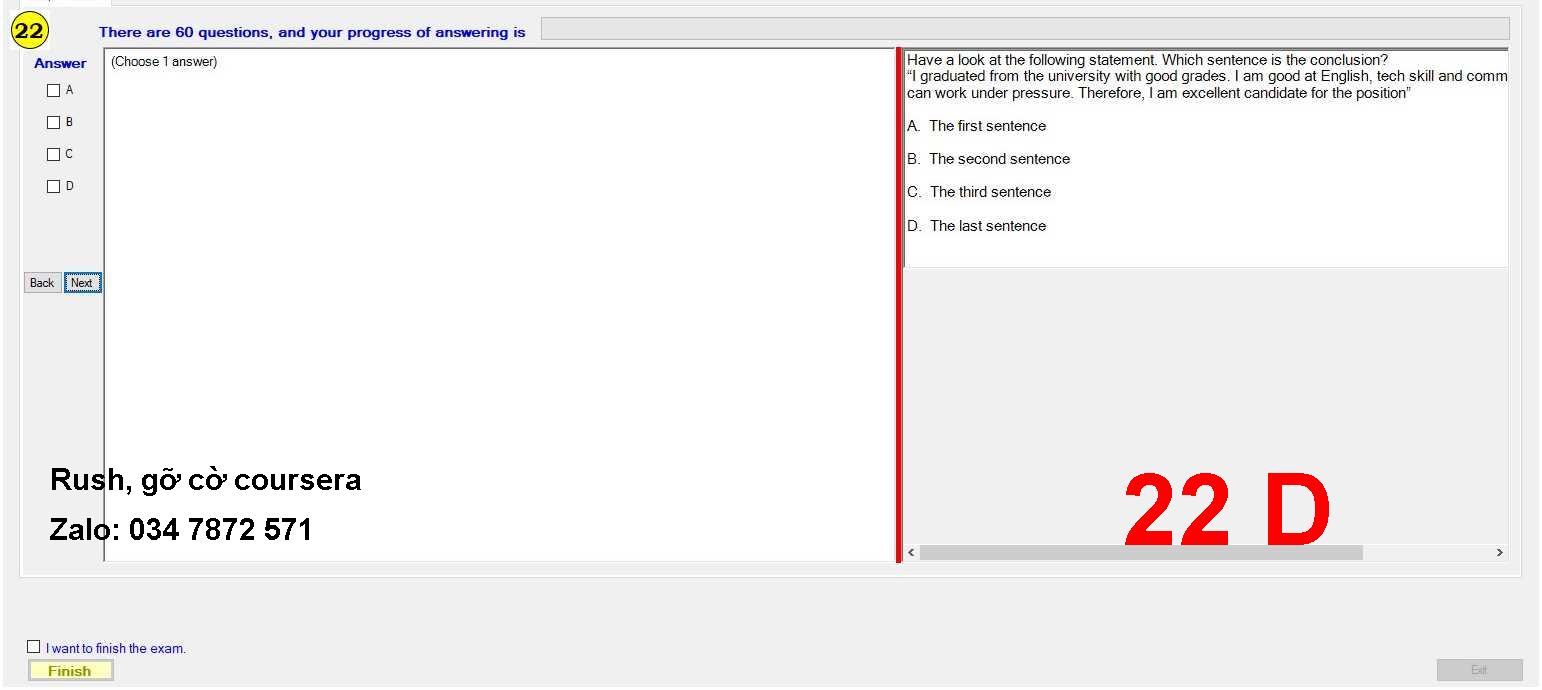 22
There are 60 questions, and your progress of answering is
Answer
(Choose 1 answer)
A
B
C
D
Back
Next
Have a look at the following statement. Which sentence is the conclusion?
“I graduated from the university with good grades. I am good at English, tech skill and comm
can work under pressure. Therefore, I am excellent candidate for the position”
A. The first sentence
B. The second sentence
C. The third sentence
D. The last sentence
Rush, gỡ cờ coursera
Zalo: 034 7872 571
22 D
I want to finish the exam.
Finish
Exit